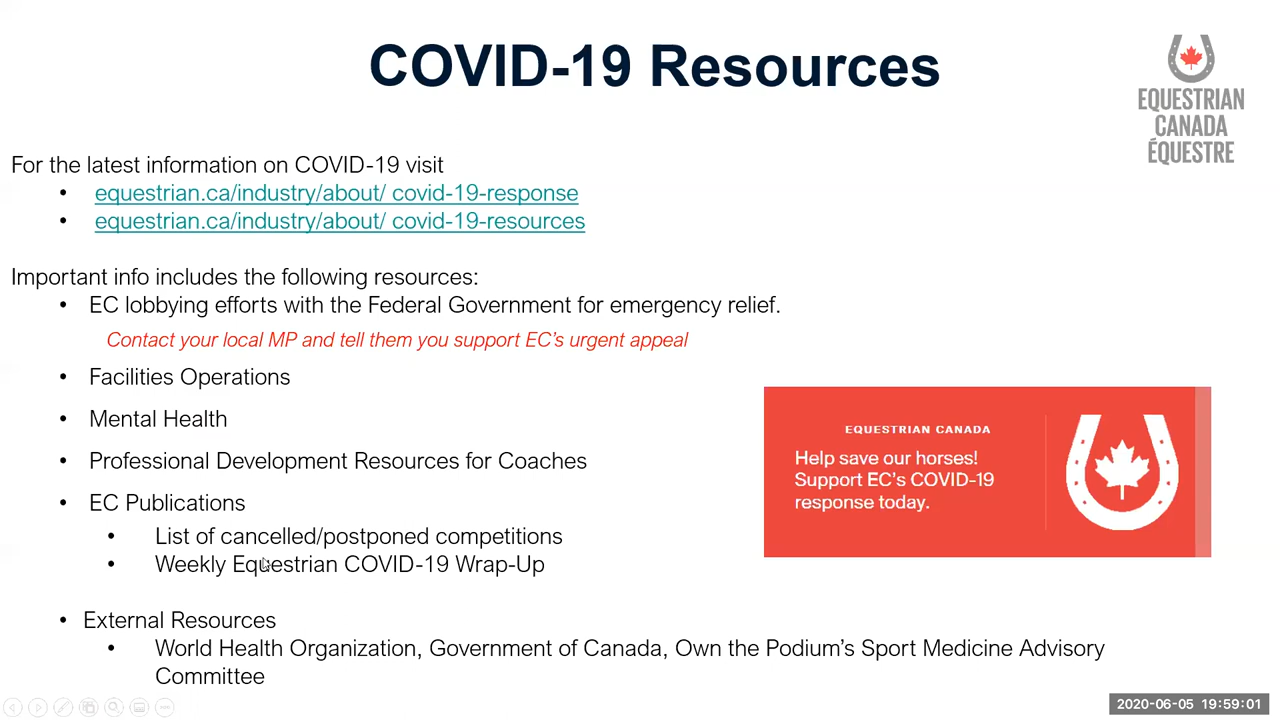 COVID-19 Resources
EQUESTRIAN
CANADA
ÉQUESTRE
For the latest information on COVID-19 visit
• equestrian.ca/industry/about/ covid-19-response
• equestrian.ca/industry/about/ covid-19-resources
Important info includes the following resources:
• EC lobbying efforts with the Federal Government for emergency relief.
Contact your local MP and tell them you support EC's urgent appeal
• Facilities Operations
• Mental Health
• Professional Development Resources for Coaches
• EC Publications
• List of cancelled/postponed competitions
• Weekly Equestrian COVID-19 Wrap-Up
EQUESTRIAN CANADA
Help save our horses!
Support EC's COVID-19
response today.
• External Resources
• World Health Organization, Government of Canada, Own the Podium's Sport Medicine Advisory
Committee
2020-06-05 19:59:01